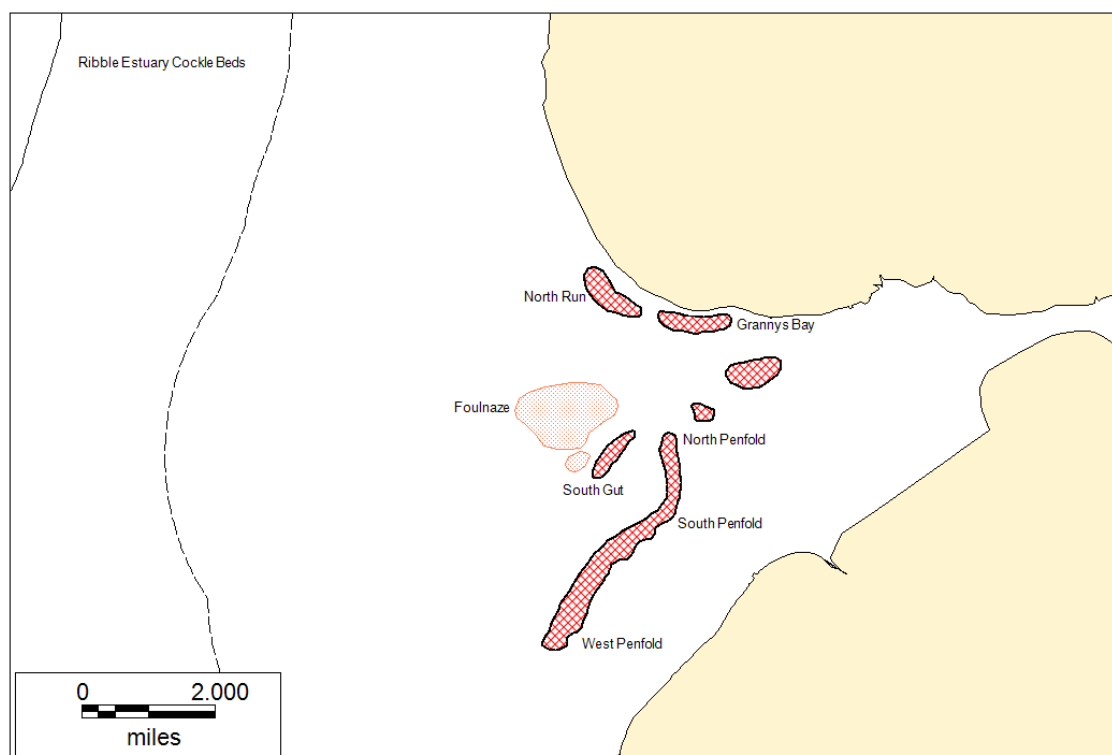 Ribble Estuary Cockle Beds
North Run
Grannys Bay
Foulnaze
North Penfold
South Gut
South Penfold
West Penfold
0 2.000
miles